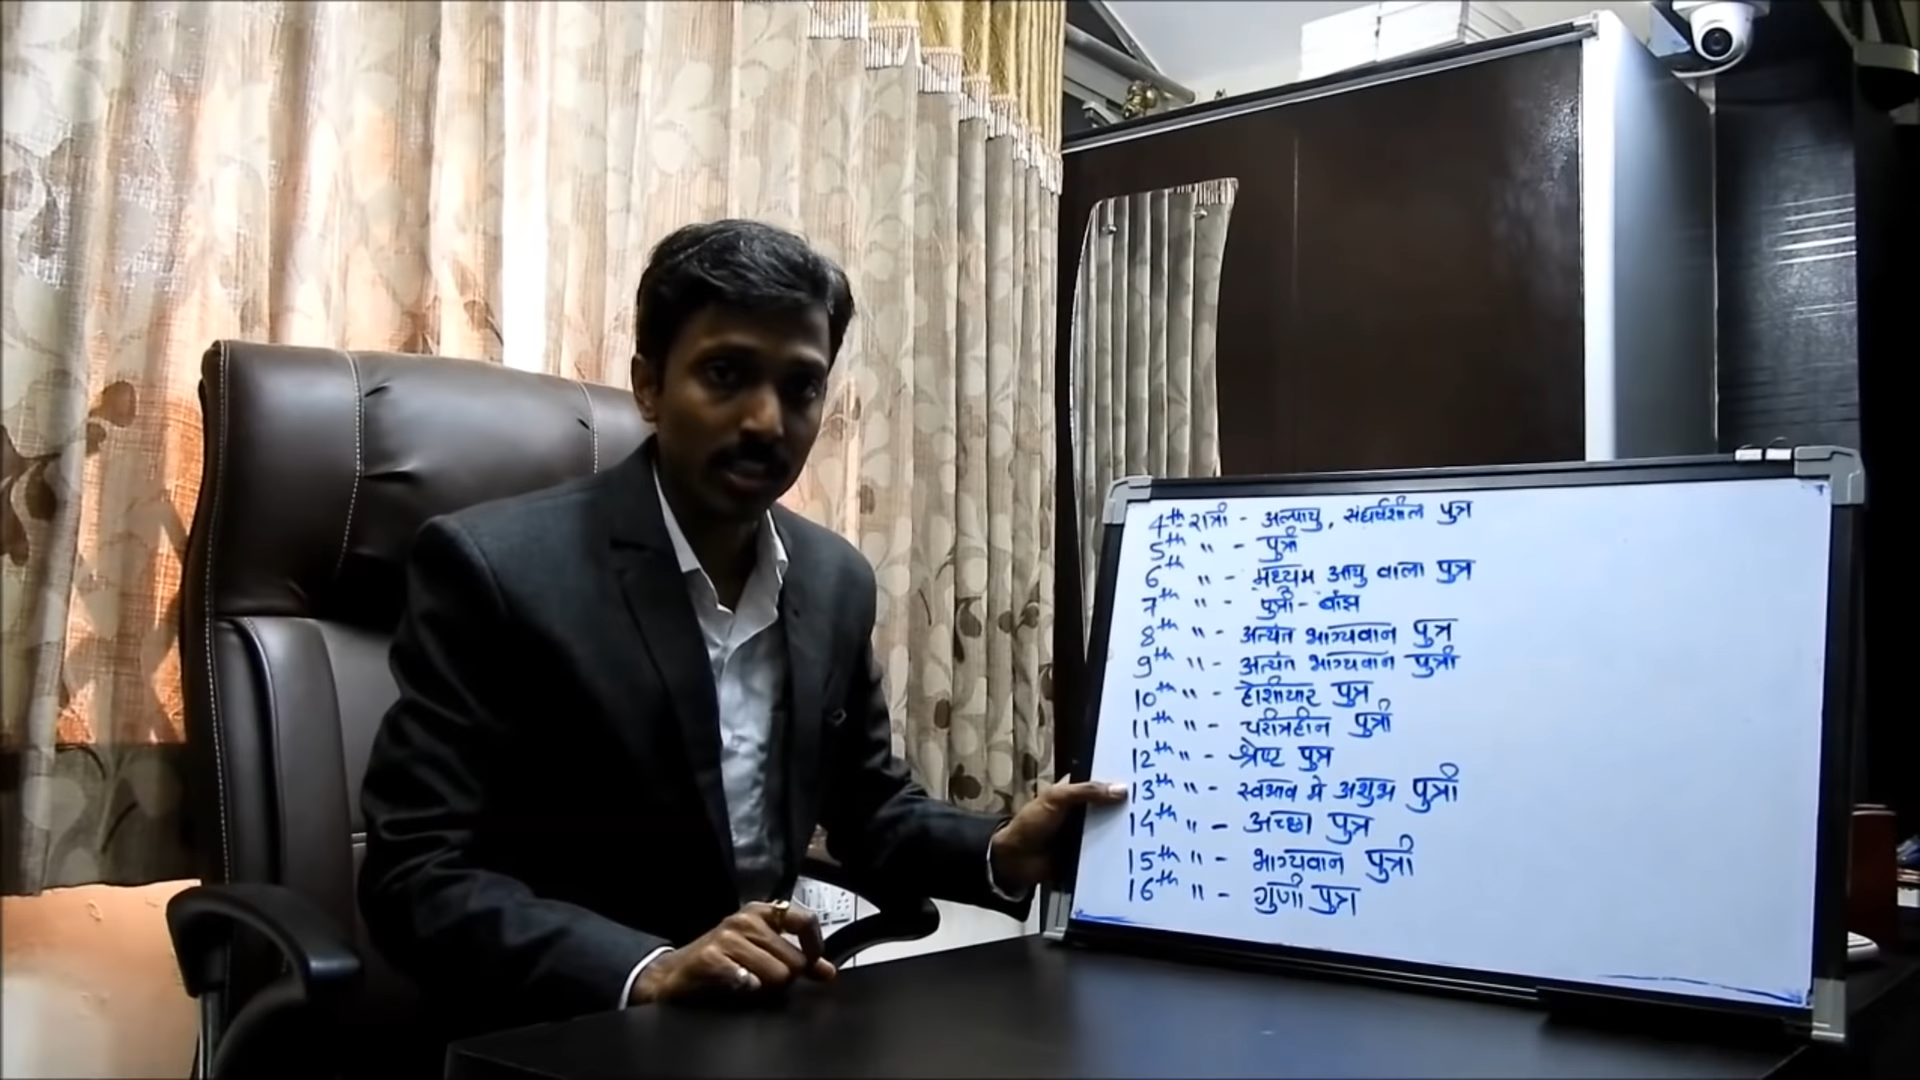 4th रात्री - अल्पायु, संघर्षशील पुत्र
5th " - पुत्री
6th " - मध्यम आयु वाला पुत्र
7th " - पुत्री - बांझ
8th " - अत्यंत भाग्यवान पुत्र
9th " - अत्यंत भाग्यवान पुत्री
10th " - होशीयार पुत्र
11th " - चरीत्रहीन पुत्री
12th " - श्रेष्ट पुत्र
13th " - स्वभाव मे अशुभ पुत्री
14th " - अच्छा पुत्र
15th " - भाग्यवान पुत्री
16th " - गुणी पुत्र